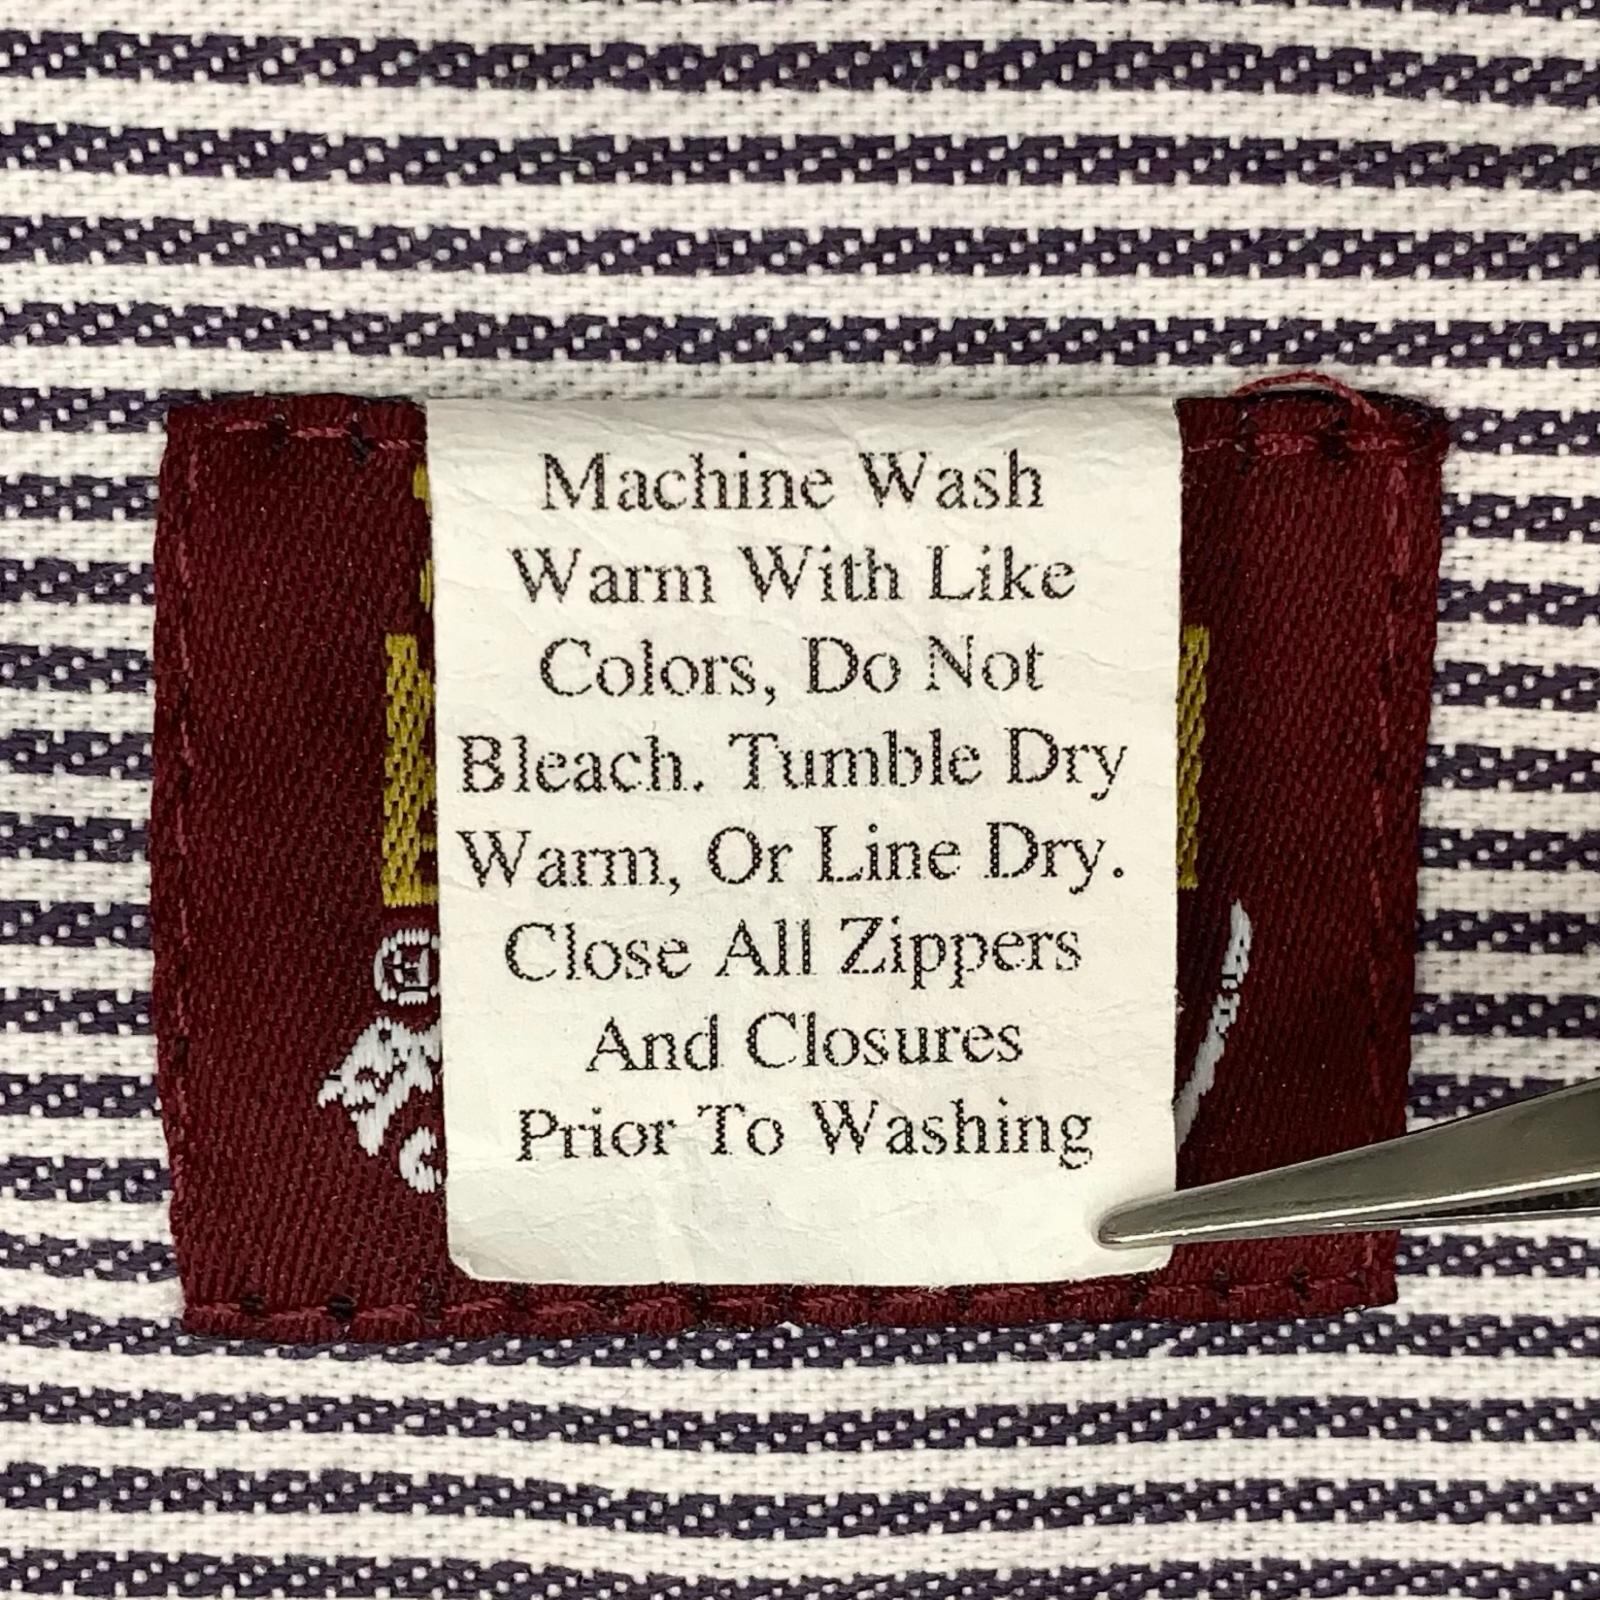 Machine Wash
Warm With Like
Colors, Do Not
Bleach. Tumble Dry
Warm, Or Line Dry.
Close All Zippers
And Closures
Prior To Washing